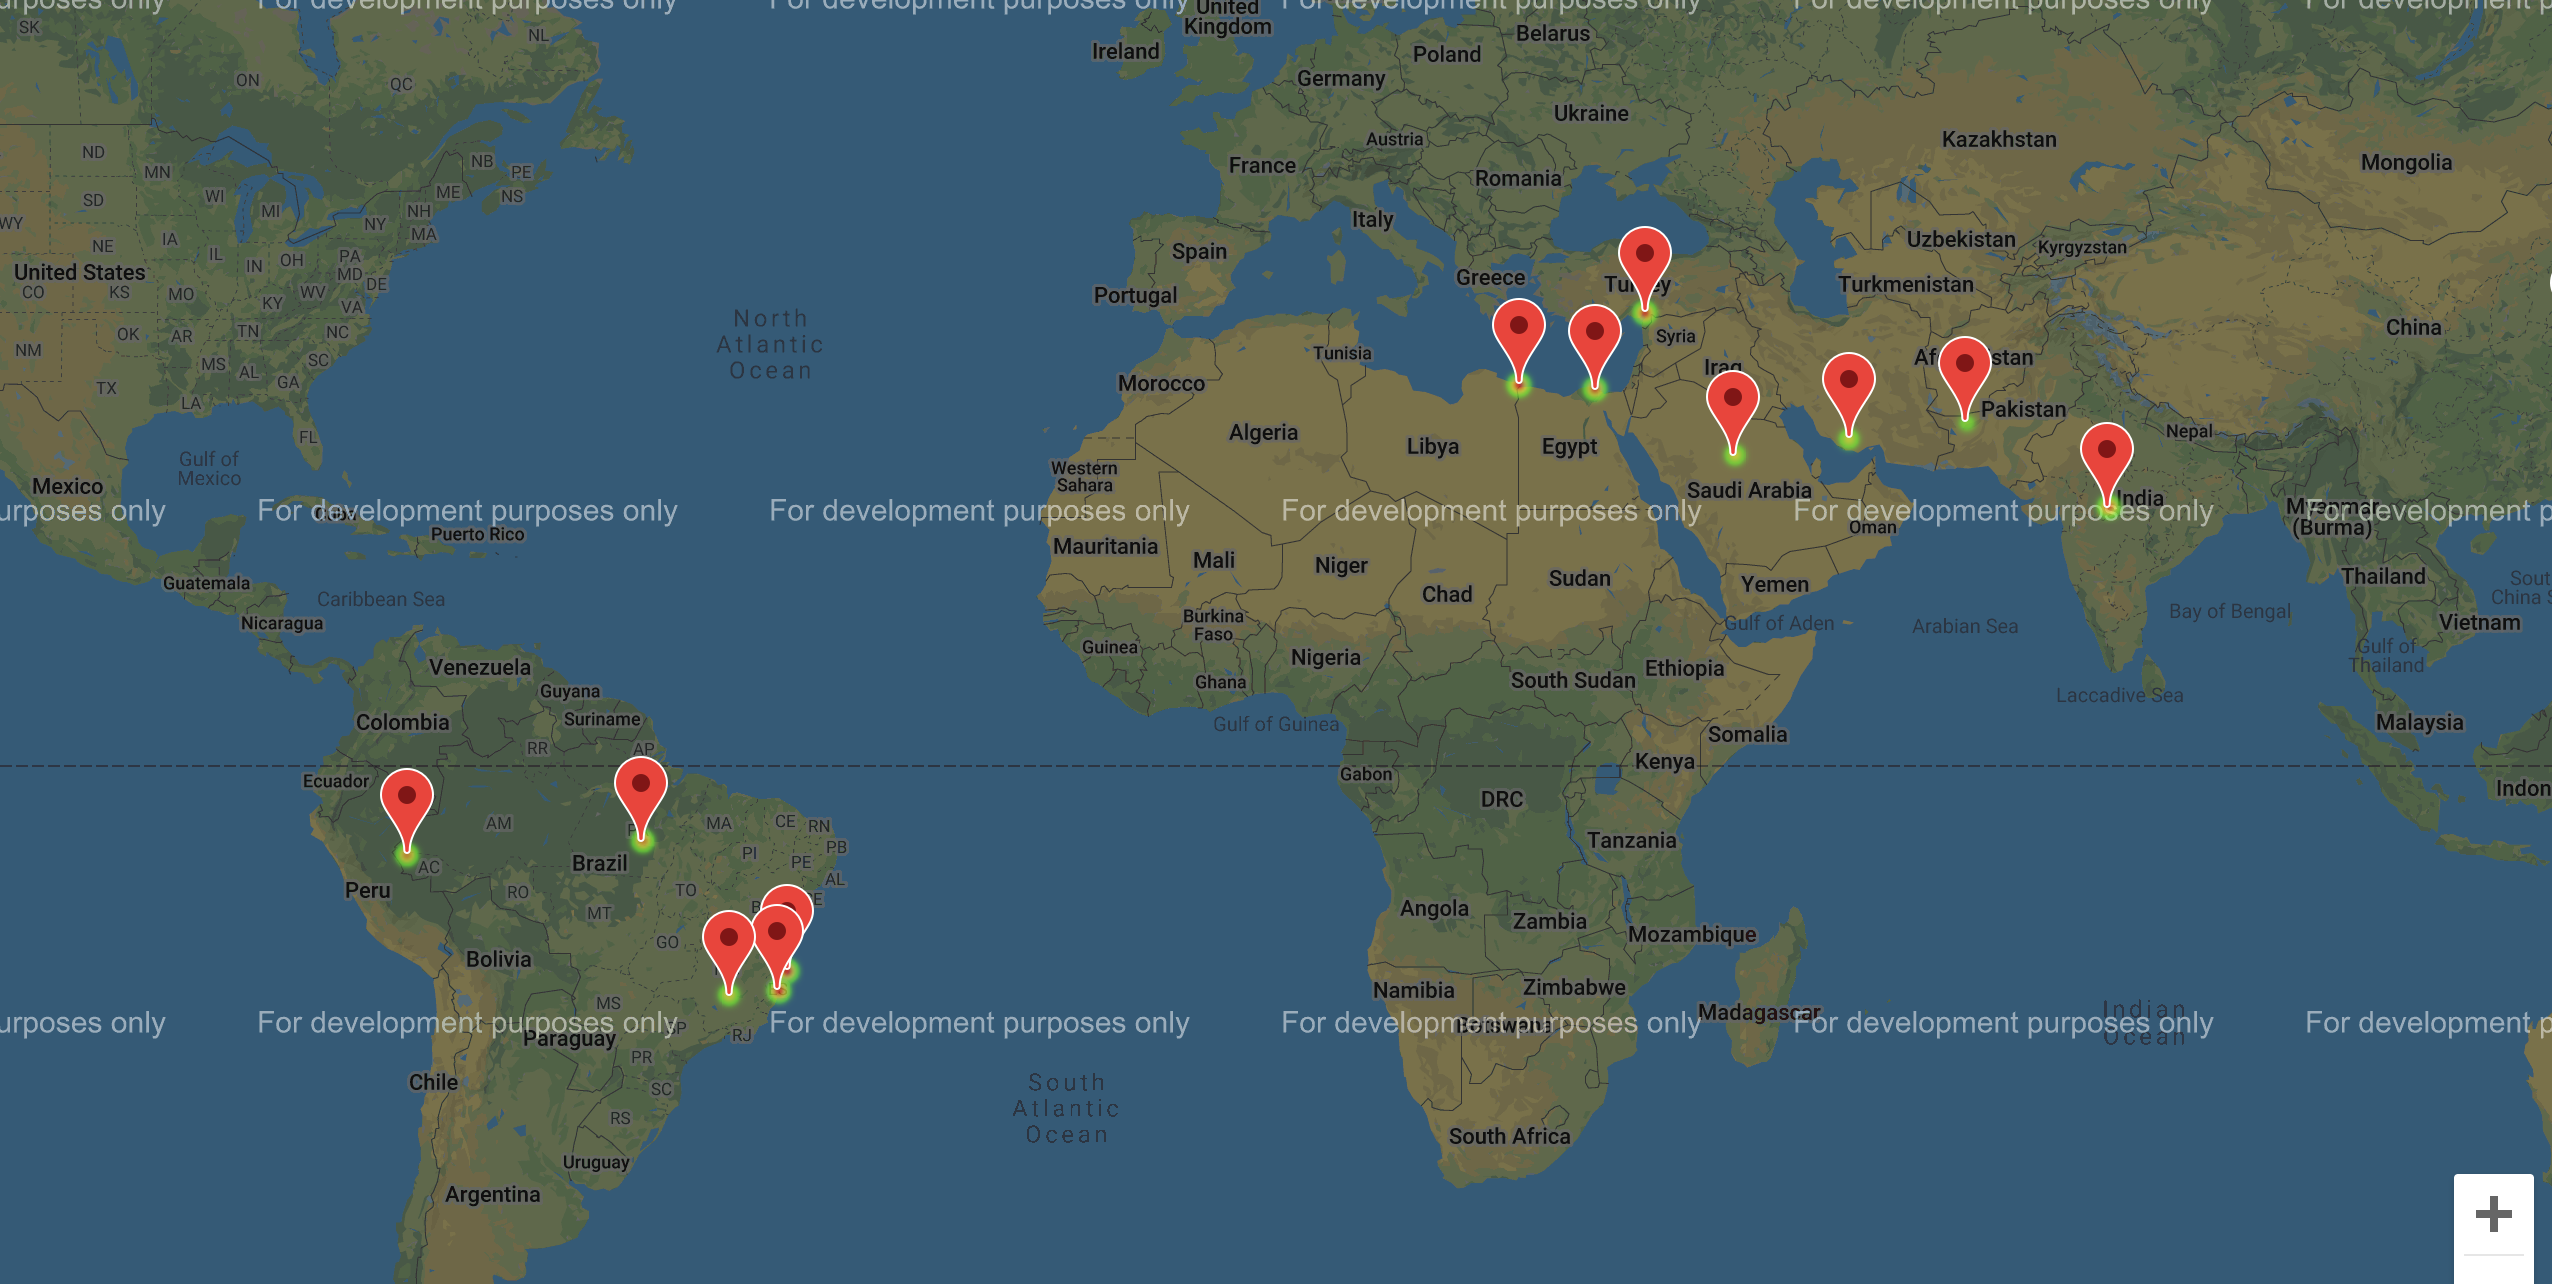 urposes only
For development purposes only
For development purposes only
For development purposes only
For development purposes only
For development p
SK
NL
ON
QC
United
Kingdom
Ireland
Belarus
Poland
Germany
Ukraine
Austria
France
Romania
Kazakhstan
Mongolia
ND
MN
NB
PE
SD
WI
MI
ME
NS
WY
NH
NY
MA
NE
IA
IL
IN
OH
PA
MD
DE
United States
CO
KS
MO
KY
WV
VA
OK
AR
TN
NC
NM
MS
AL
SC
GA
TX
LA
FL
Italy
Spain
Portugal
Greece
Uzbekistan
Kyrgyzstan
Turkmenistan
China
North
Atlantic
Ocean
Tunisia
Syria
Iraq
Morocco
Pakistan
Nepal
Algeria
Libya
Egypt
Gulf of
Mexico
Mexico
Western
Sahara
Saudi Arabia
India
urposes only
For development purposes only
For development purposes only
For development purposes only
For development purposes only
For development p
Cuba
Puerto Rico
Oman
Myanmar
(Burma)
Mauritania
Mali
Niger
Chad
Sudan
Yemen
Thailand
Guatemala
Caribbean Sea
Nicaragua
Burkina
Faso
Gulf of Aden
Arabian Sea
Bay of Bengal
Sout
China S
Vietnam
Guinea
Nigeria
Gulf of
Thailand
Venezuela
Ghana
South Sudan
Ethiopia
Laccadive Sea
Guyana
Colombia
Suriname
Gulf of Guinea
Malaysia
RR
AP
Somalia
Kenya
Ecuador
Gabon
Indon
DRC
AM
MA
CE
RN
Tanzania
PB
PI
PE
AC
Brazil
AL
Peru
RO
TO
MT
Angola
Zambia
GO
Mozambique
Bolivia
Namibia
Zimbabwe
MS
Madagascar
Indian
Ocean
urposes only
For development purposes only
For development purposes only
For development purposes only
For development purposes only
For development p
SP
Botswana
RJ
Paraguay
PR
Chile
SC
South
Atlantic
Ocean
RS
South Africa
Uruguay
Argentina